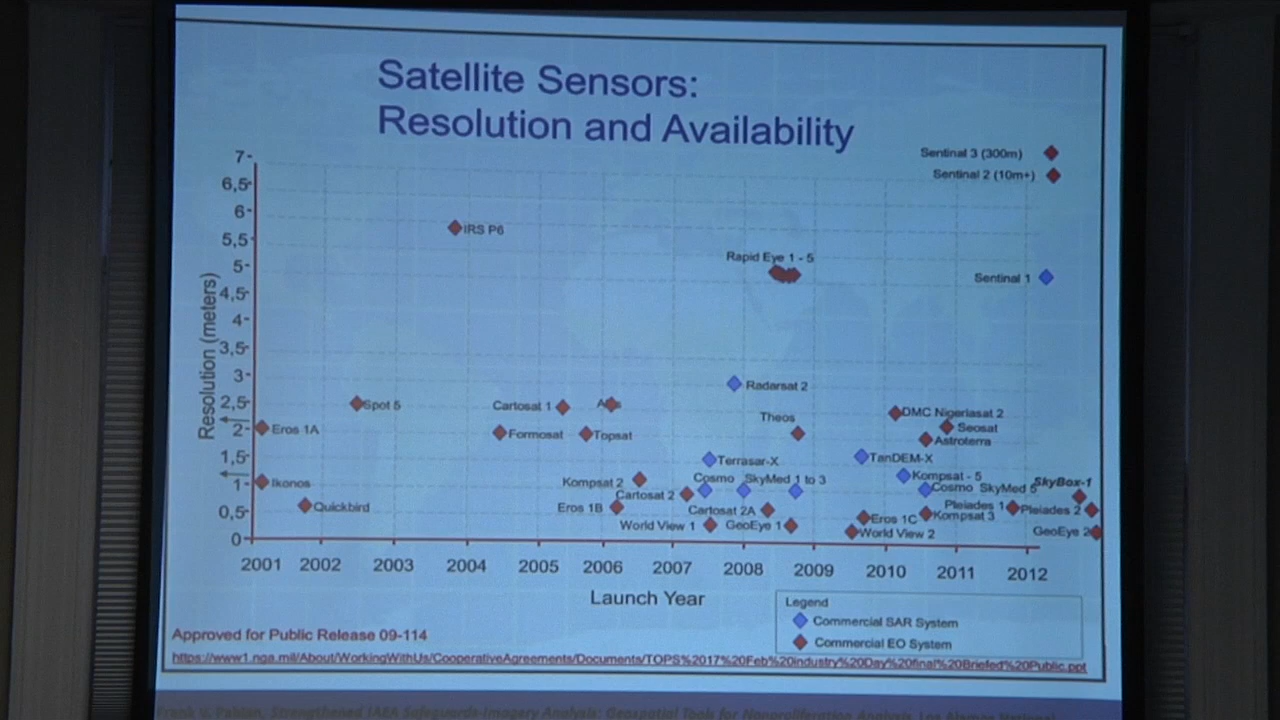 Satellite Sensors:
Resolution and Availability
Sentinal 3 (300m)
Sentinal 2 (10m+)
7
6,5
6
5,5
5
4,5
4
3,5
3
2,5
2
1,5
1
0,5
0
Resolution (meters)
IRS P6
Rapid Eye 1 - 5
Sentinal 1
Radarsat 2
Spot 5
Cartosat 1
Theos
DMC Nigeriasat 2
Eros 1A
Formosat
Topsat
Seosat
Astroterra
Terrasar-X
TanDEM-X
Ikonos
Kompsat 2
Cosmo SkyMed 1 to 3
Kompsat - 5
Cosmo SkyMed
SkyBox-1
Cartosat 2
Quickbird
Eros 1B
Cartosat 2A
Pleiades 1
Pleiades 2
World View 1
GeoEye 1
Eros 1C
Kompsat 3
World View 2
GeoEye 2
2001 2002 2003 2004 2005 2006 2007 2008 2009 2010 2011 2012
Launch Year
Legend
Commercial SAR System
Commercial EO System
Approved for Public Release 09-114
https://www1.nga.mil/About/WorkingWithUs/CooperativeAgreements/Documents/TOPS%2017%20Feb%20industry%20Day%20final%20Briefed%20Public.ppt